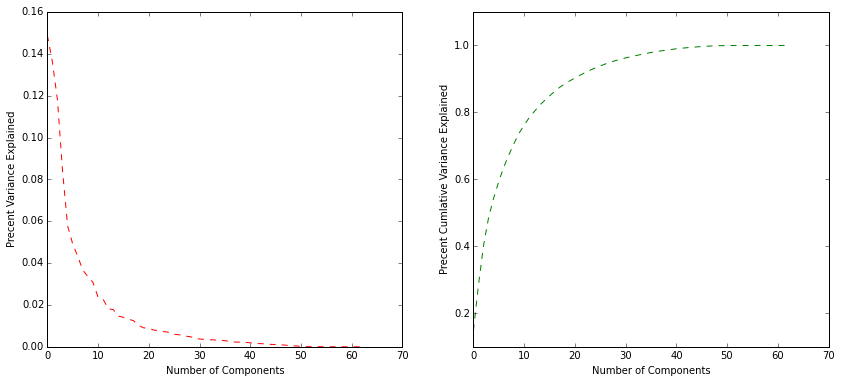 0.16
0.14
0.12
0.10
0.08
0.06
0.04
0.02
0.00
Precent Variance Explained
0 10 20 30 40 50 60 70
Number of Components
1.0
0.8
0.6
0.4
0.2
Precent Cumlative Variance Explained
0 10 20 30 40 50 60 70
Number of Components